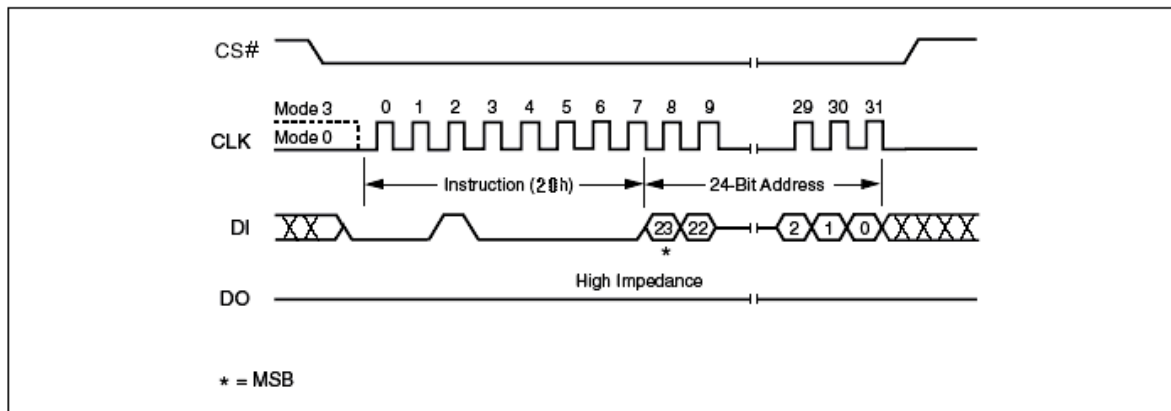 CS#
Mode 3
0 1 2 3 4 5 6 7 8 9 29 30 31
CLK
Mode 0
Instruction (20h) 24-Bit Address
DI 23 22 2 1 0
*
High Impedance
DO
* = MSB